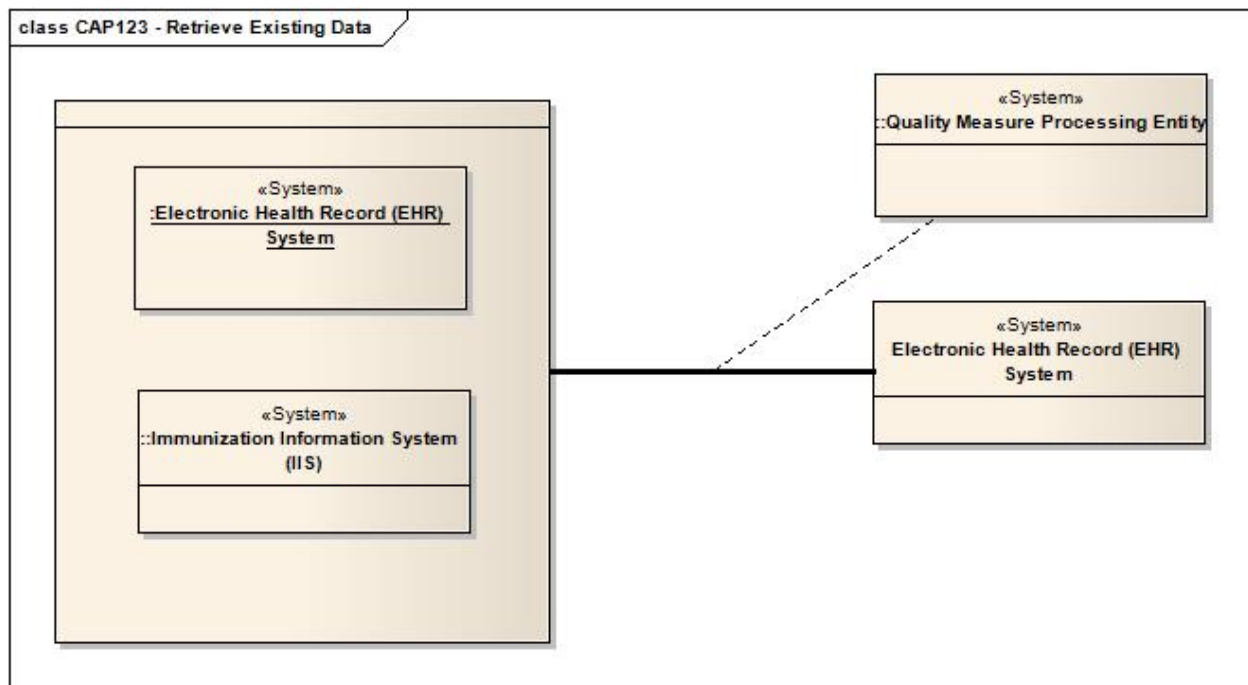 class CAP123 - Retrieve Existing Data
«System»
::Quality Measure Processing Entity
«System»
:Electronic Health Record (EHR)
System
«System»
Electronic Health Record (EHR)
System
«System»
::Immunization Information System
(IIS)